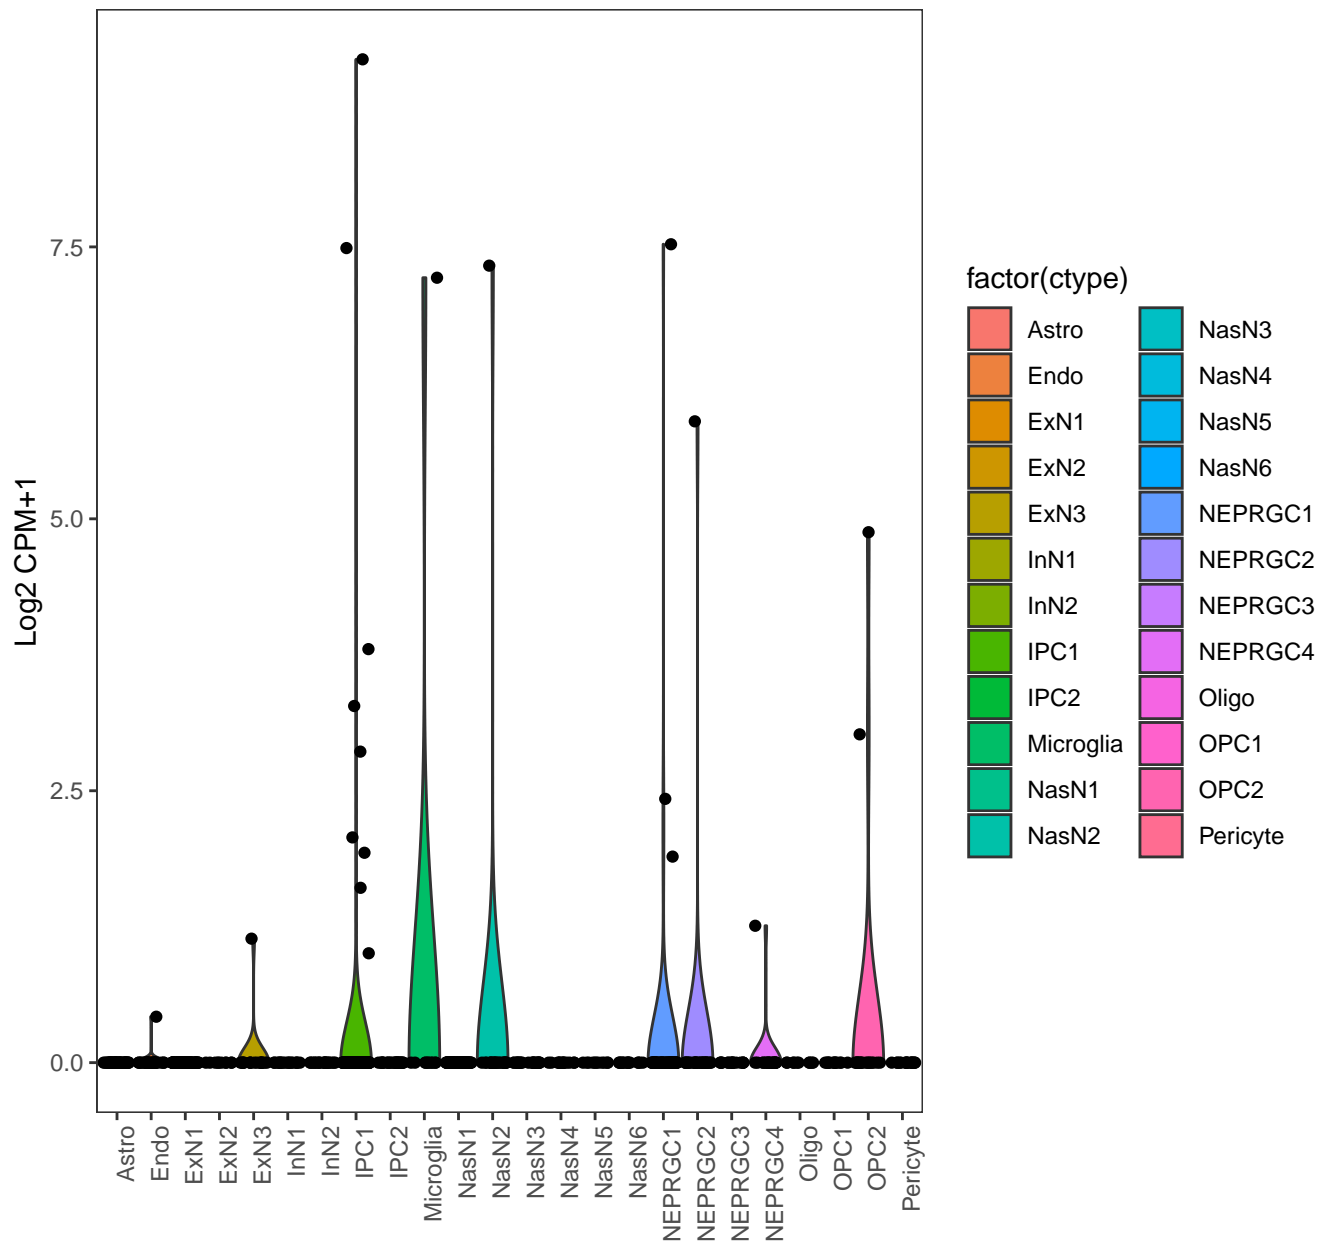 Log2 CPM+1
7.5
5.0
2.5
0.0
Astro
Endo
ExN1
ExN2
ExN3
InN1
InN2
IPC1
IPC2
Microglia
NasN1
NasN2
NasN3
NasN4
NasN5
NasN6
NEPRGC1
NEPRGC2
NEPRGC3
NEPRGC4
Oligo
OPC1
OPC2
Pericyte
factor(ctype)
Astro
Endo
ExN1
ExN2
ExN3
InN1
InN2
IPC1
IPC2
Microglia
NasN1
NasN2
NasN3
NasN4
NasN5
NasN6
NEPRGC1
NEPRGC2
NEPRGC3
NEPRGC4
Oligo
OPC1
OPC2
Pericyte